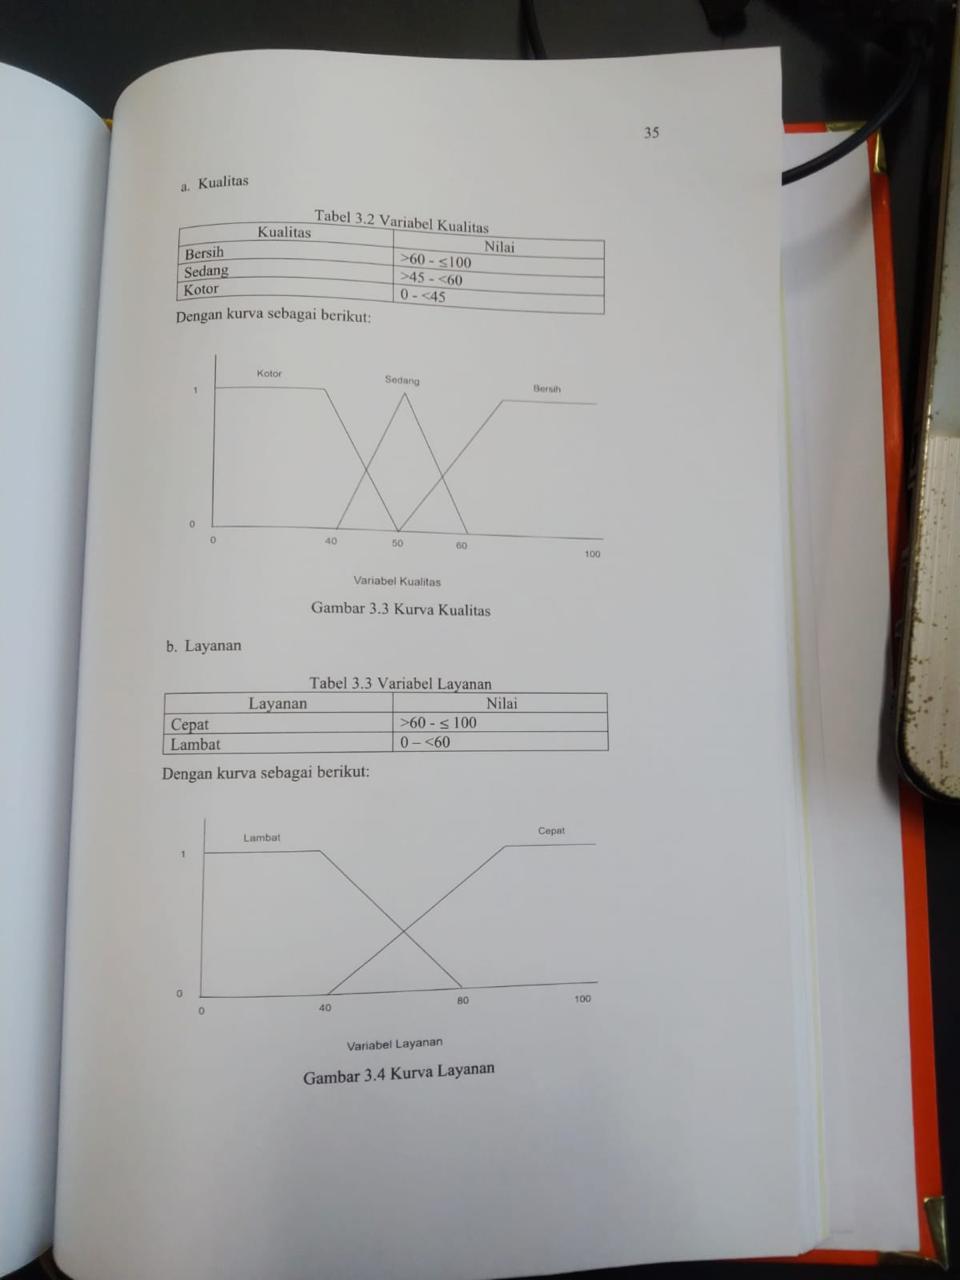 35
a. Kualitas
Tabel 3.2 Variabel Kualitas
Kualitas Nilai
Bersih >60 - ≤100
Sedang >45 - <60
Kotor 0 - <45
Dengan kurva sebagai berikut:
Kotor Sedang Bersih
1
0
0 40 50 60 100
Variabel Kualitas
Gambar 3.3 Kurva Kualitas
b. Layanan
Tabel 3.3 Variabel Layanan
Layanan Nilai
Cepat >60 - ≤ 100
Lambat 0 – <60
Dengan kurva sebagai berikut:
Lambat Cepat
1
0
0 40 80 100
Variabel Layanan
Gambar 3.4 Kurva Layanan